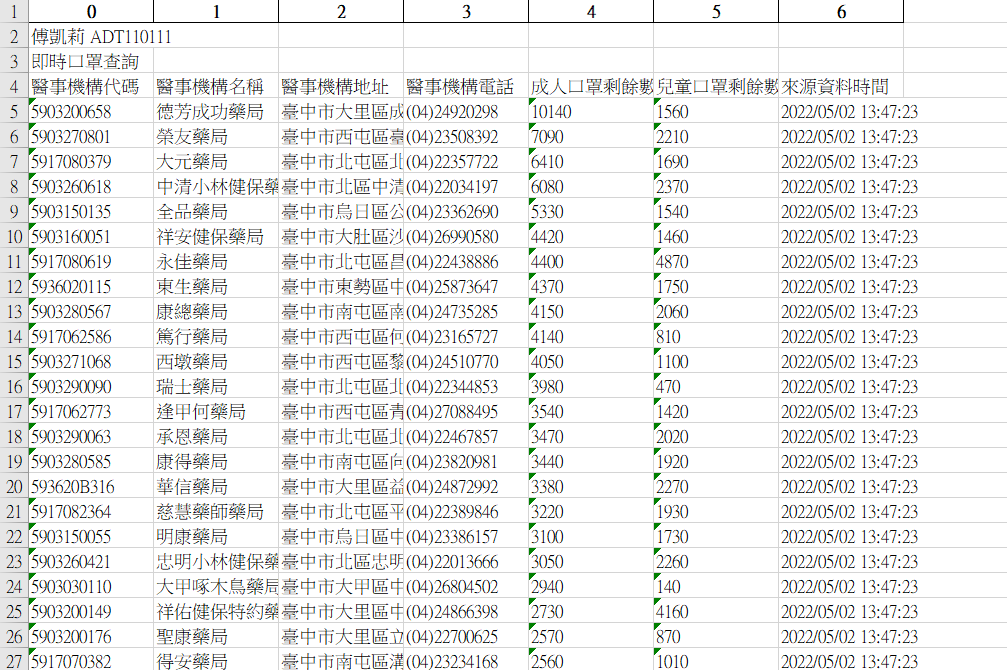 1 0 1 2 3 4 5 6
2 傅凱莉 ADT110111
3 即時口罩查詢
4 醫事機構代碼 醫事機構名稱 醫事機構地址 醫事機構電話 成人口罩剩餘數 兒童口罩剩餘數 來源資料時間
5 5903200658 德芳成功藥局 臺中市大里區成 (04)24920298 10140 1560 2022/05/02 13:47:23
6 5903270801 榮友藥局 臺中市西屯區臺 (04)23508392 7090 2210 2022/05/02 13:47:23
7 5917080379 大元藥局 臺中市北屯區北 (04)22357722 6410 1690 2022/05/02 13:47:23
8 5903260618 中清小林健保藥 臺中市北區中清 (04)22034197 6080 2370 2022/05/02 13:47:23
9 5903150135 全品藥局 臺中市烏日區公 (04)23362690 5330 1540 2022/05/02 13:47:23
10 5903160051 祥安健保藥局 臺中市大肚區沙 (04)26990580 4420 1460 2022/05/02 13:47:23
11 5917080619 永佳藥局 臺中市北屯區昌 (04)22438886 4400 4870 2022/05/02 13:47:23
12 5936020115 東生藥局 臺中市東勢區中 (04)25873647 4370 1750 2022/05/02 13:47:23
13 5903280567 康總藥局 臺中市南屯區南 (04)24735285 4150 2060 2022/05/02 13:47:23
14 5917062586 篤行藥局 臺中市西屯區何 (04)23165727 4140 810 2022/05/02 13:47:23
15 5903271068 西墩藥局 臺中市西屯區黎 (04)24510770 4050 1100 2022/05/02 13:47:23
16 5903290090 瑞士藥局 臺中市北屯區北 (04)22344853 3980 470 2022/05/02 13:47:23
17 5917062773 逢甲何藥局 臺中市西屯區青 (04)27088495 3540 1420 2022/05/02 13:47:23
18 5903290063 承恩藥局 臺中市北屯區北 (04)22467857 3470 2020 2022/05/02 13:47:23
19 5903280585 康得藥局 臺中市南屯區向 (04)23820981 3440 1920 2022/05/02 13:47:23
20 593620B316 華信藥局 臺中市大里區益 (04)24872992 3380 2270 2022/05/02 13:47:23
21 5917082364 慈慧藥師藥局 臺中市北屯區平 (04)22389846 3220 1930 2022/05/02 13:47:23
22 5903150055 明康藥局 臺中市烏日區中 (04)23386157 3100 1730 2022/05/02 13:47:23
23 5903260421 忠明小林健保藥 臺中市北區忠明 (04)22013666 3050 2260 2022/05/02 13:47:23
24 5903030110 大甲啄木鳥藥局 臺中市大甲區中 (04)26804502 2940 140 2022/05/02 13:47:23
25 5903200149 祥佑健保特約藥 臺中市大里區中 (04)24866398 2730 4160 2022/05/02 13:47:23
26 5903200176 聖康藥局 臺中市大里區立 (04)22700625 2570 870 2022/05/02 13:47:23
27 5917070382 得安藥局 臺中市南屯區溝 (04)23234168 2560 1010 2022/05/02 13:47:23